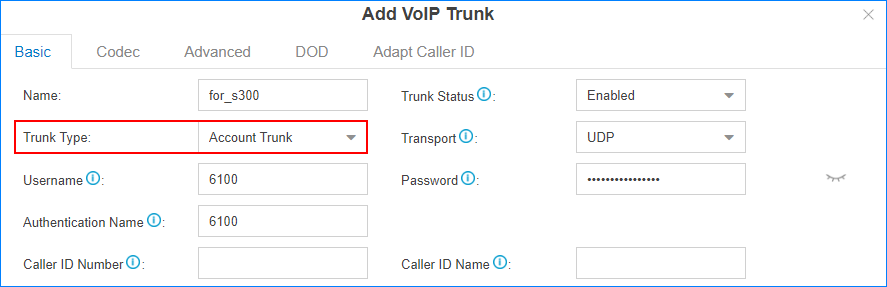 Add VoIP Trunk
Basic Codec Advanced DOD Adapt Caller ID
Name: for_s300 Trunk Status: Enabled
Trunk Type: Account Trunk Transport: UDP
Username: 6100 Password: ••••••••••••••••
Authentication Name: 6100
Caller ID Number: Caller ID Name: